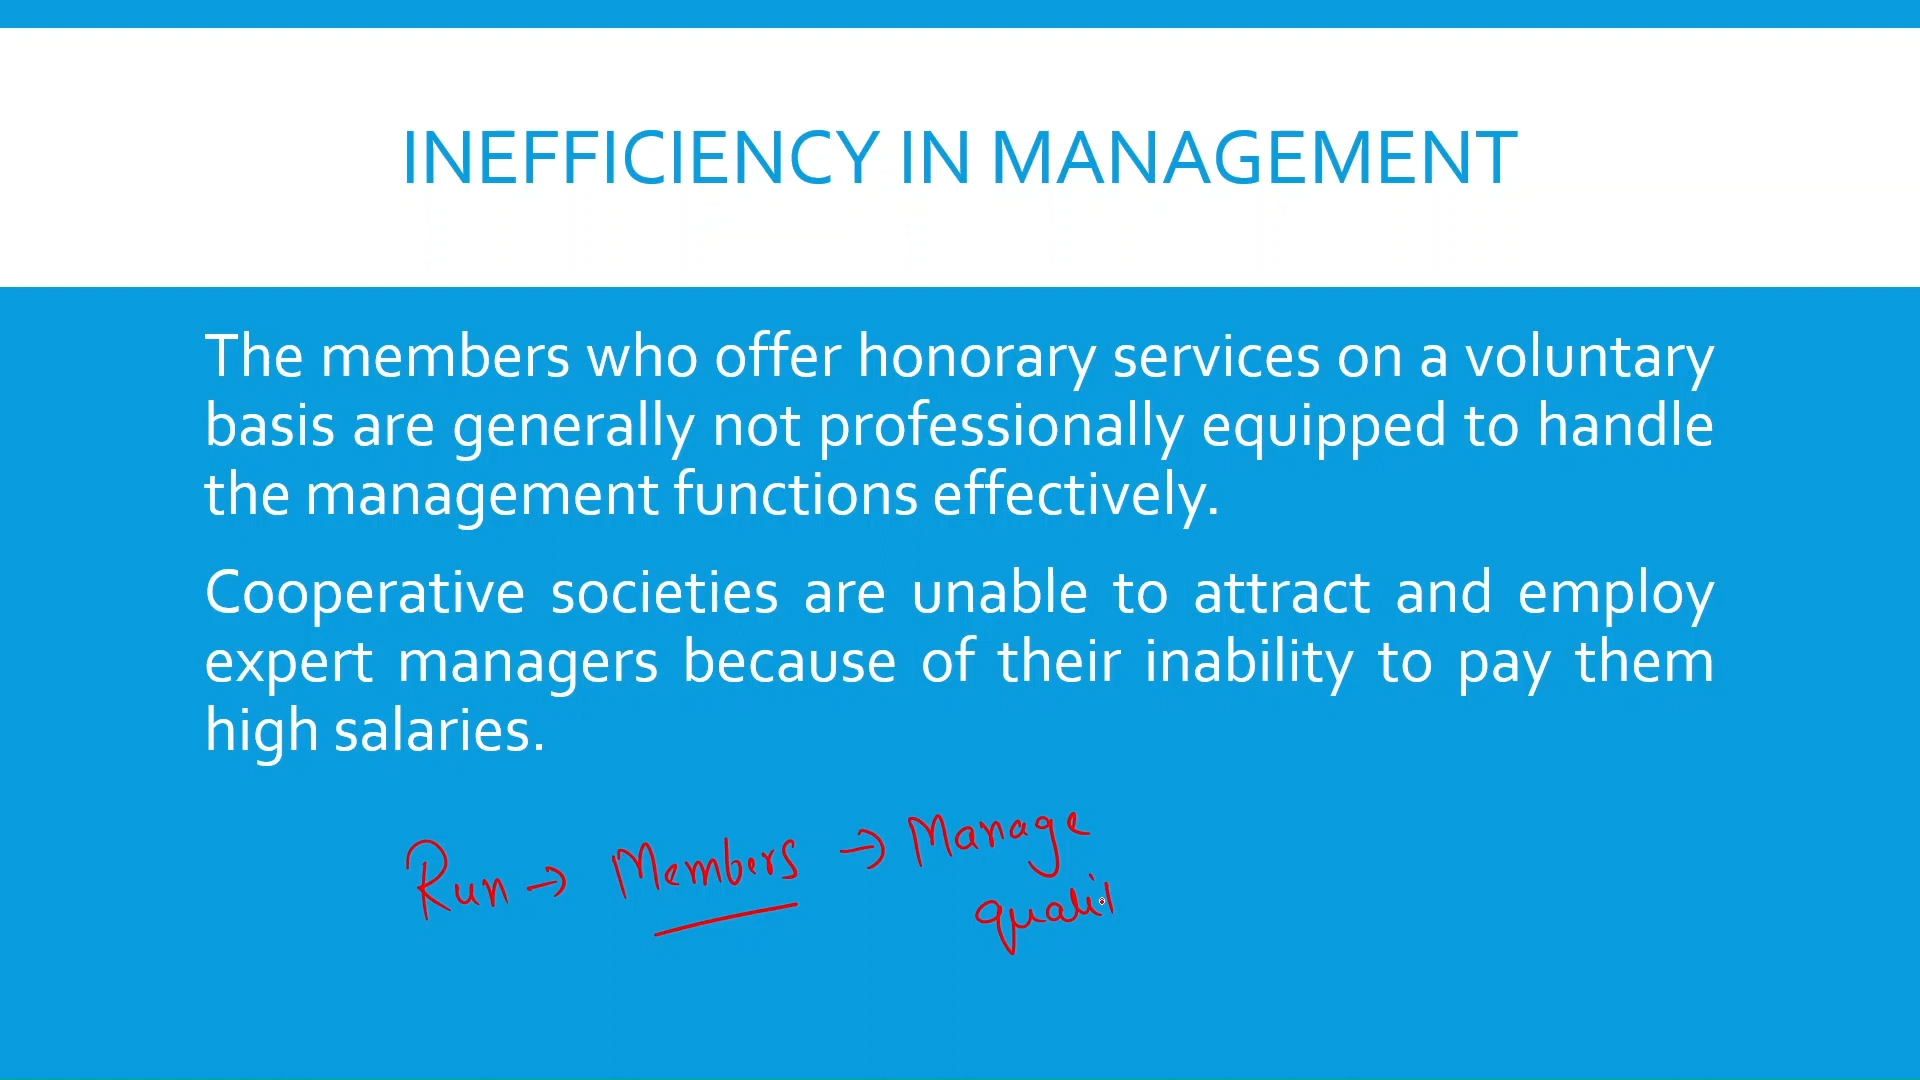 INEFFICIENCY IN MANAGEMENT
The members who offer honorary services on a voluntary
basis are generally not professionally equipped to handle
the management functions effectively.
Cooperative societies are unable to attract and employ
expert managers because of their inability to pay them
high salaries.
Run → Members → Manage
quali